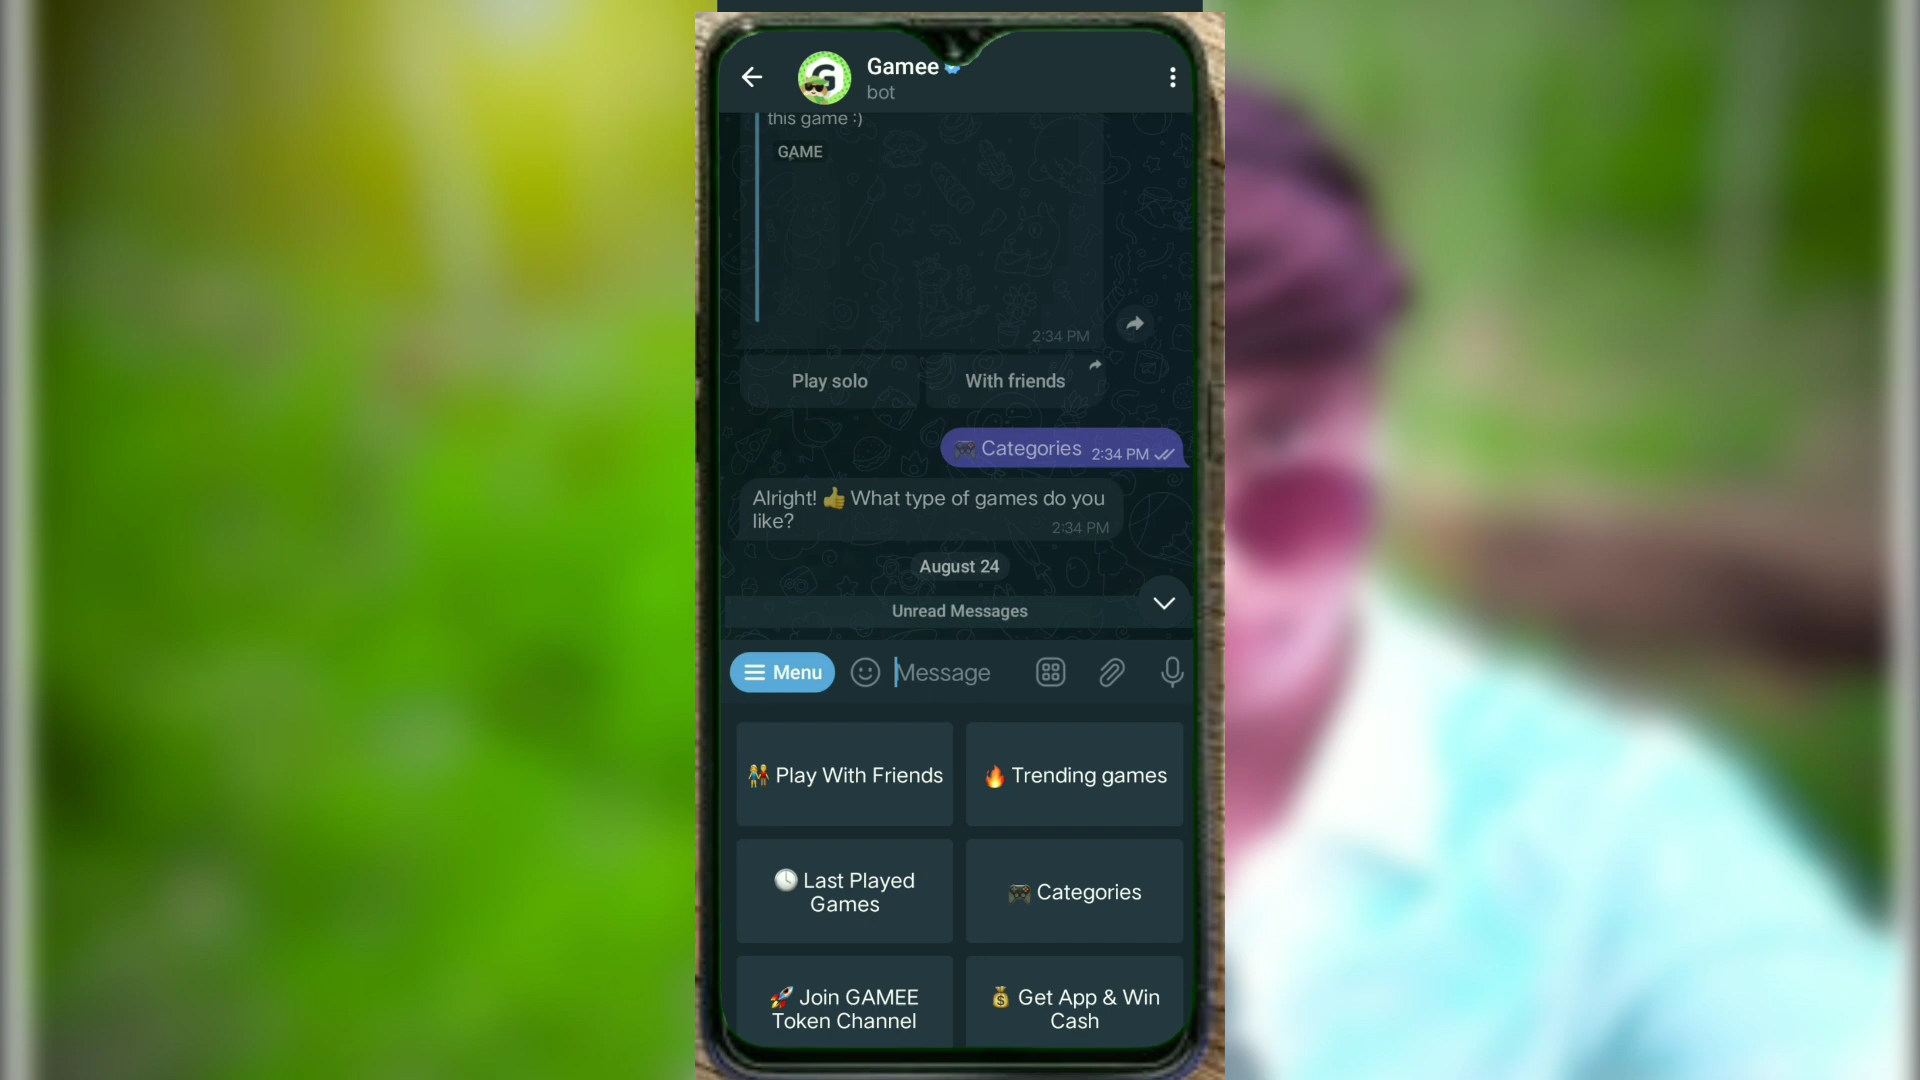 Gamee
bot
this game :)
GAME
2:34 PM
Play solo
With friends
🎮 Categories 2:34 PM
Alright! 👍 What type of games do you
like?
2:34 PM
August 24
Unread Messages
Menu
Message
👫 Play With Friends
🔥 Trending games
🕓 Last Played
Games
🎮 Categories
🚀 Join GAMEE
Token Channel
💰 Get App & Win
Cash